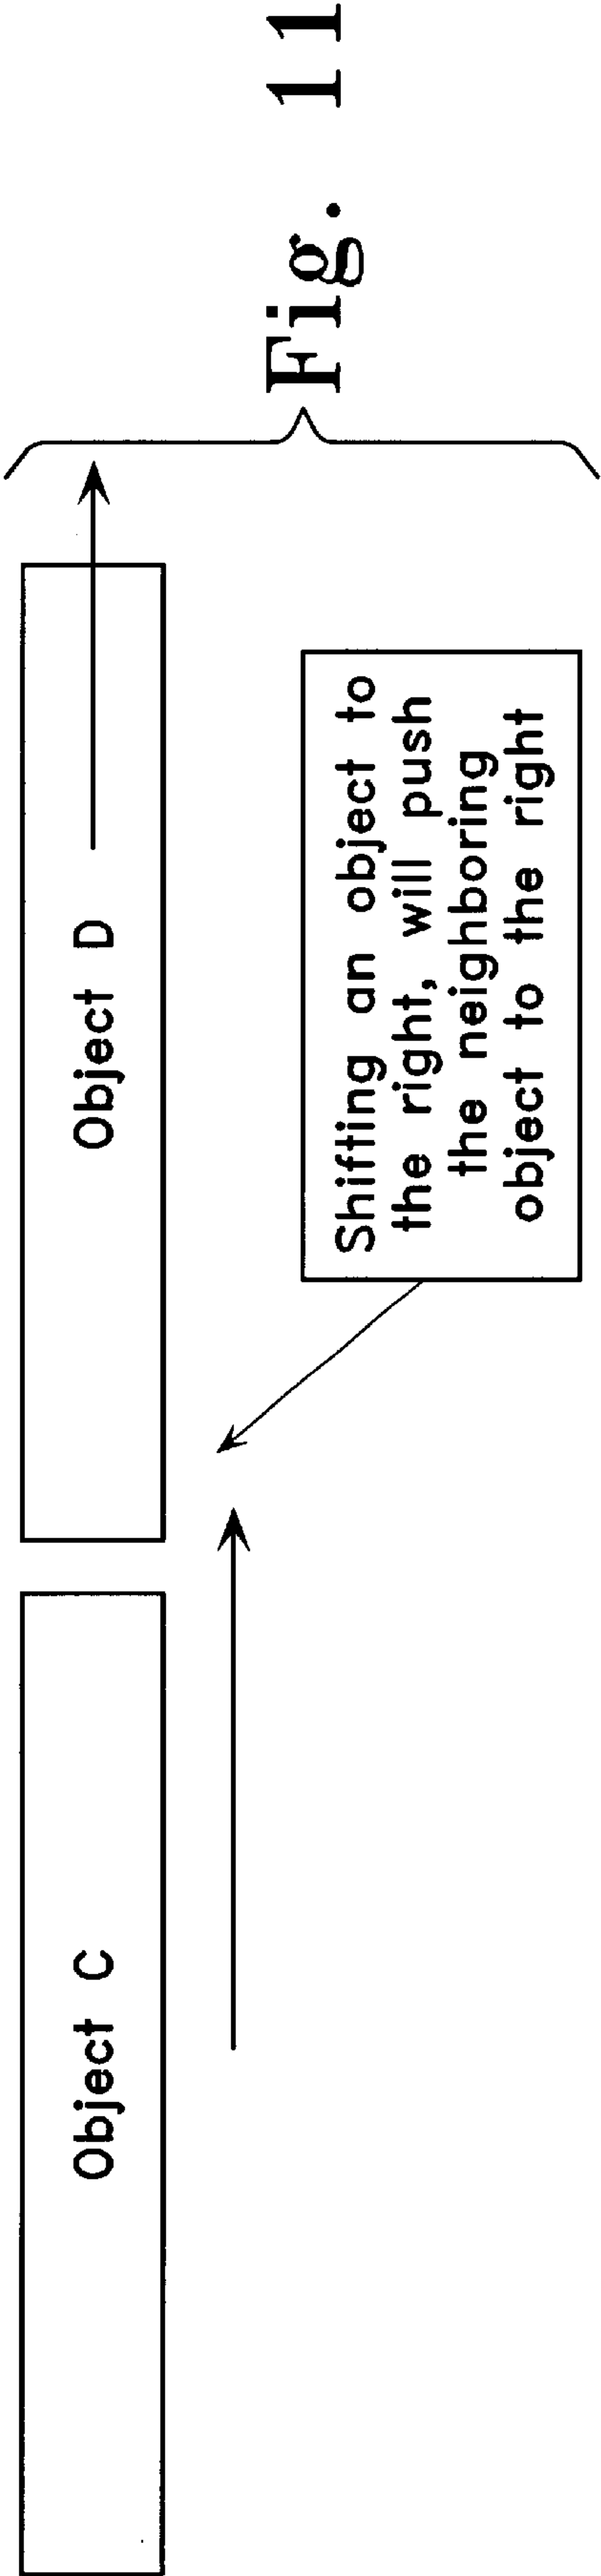 Object C
Object D
Shifting an object to
the right, will push
the neighboring
object to the right
Fig. 11